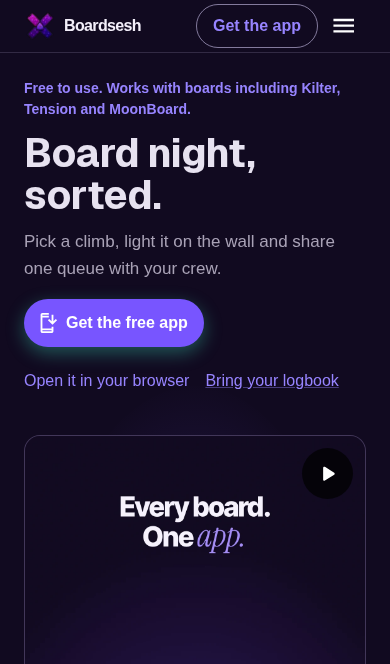 Boardsesh
Get the app
Free to use. Works with boards including Kilter,
Tension and MoonBoard.
Board night,
sorted.
Pick a climb, light it on the wall and share
one queue with your crew.
Get the free app
Open it in your browser
Bring your logbook
Every board.
One app.